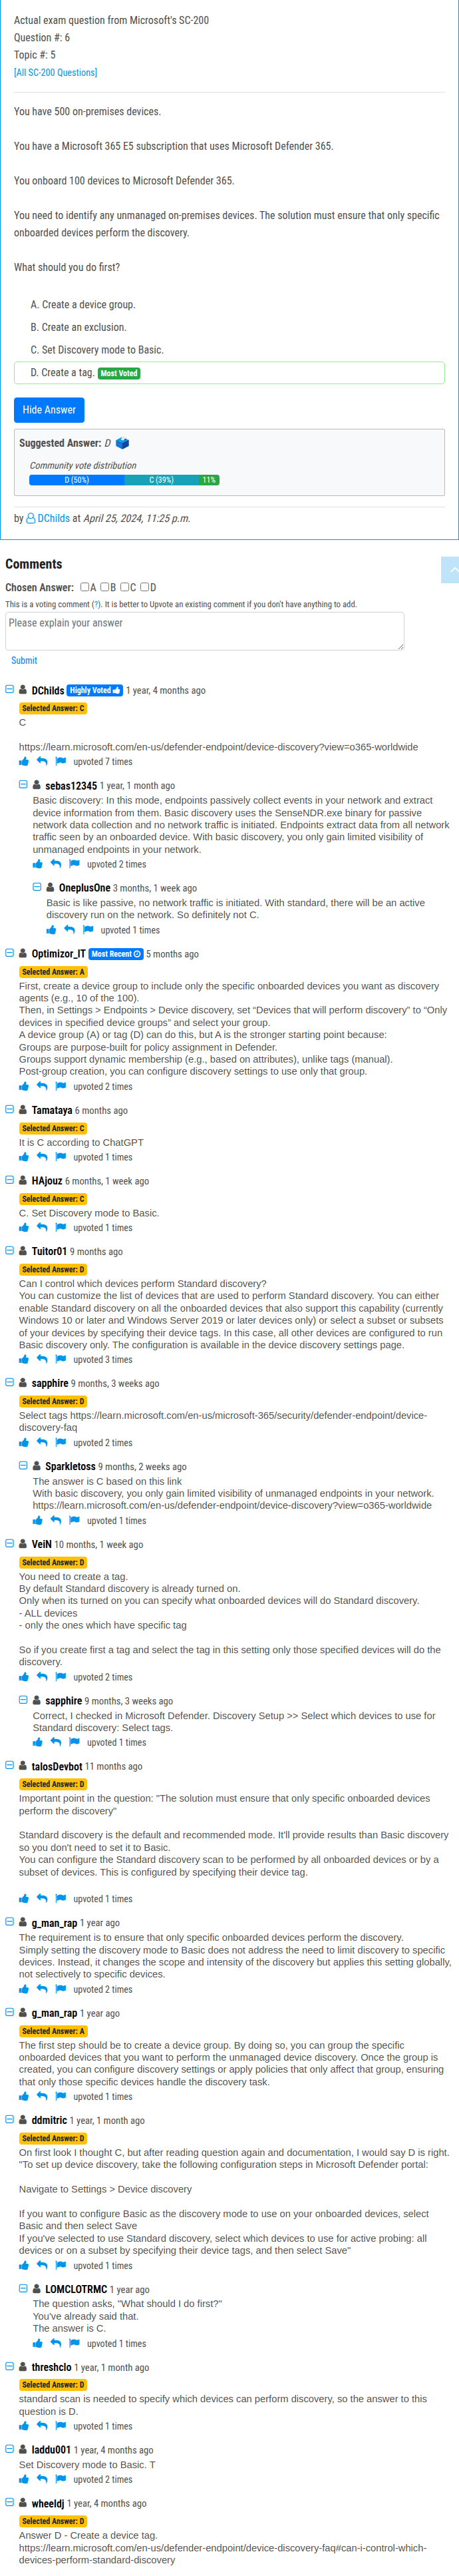 Actual exam question from Microsoft's SC-200
Question #: 6
Topic #: 5
[All SC-200 Questions]
You have 500 on-premises devices.
You have a Microsoft 365 E5 subscription that uses Microsoft Defender 365.
You onboard 100 devices to Microsoft Defender 365.
You need to identify any unmanaged on-premises devices. The solution must ensure that only specific
onboarded devices perform the discovery.
What should you do first?
A. Create a device group.
B. Create an exclusion.
C. Set Discovery mode to Basic.
D. Create a tag. Most Voted
Hide Answer
Suggested Answer: D
Community vote distribution
D (50%) C (39%) 11%
by DChilds at April 25, 2024, 11:25 p.m.
Comments
Chosen Answer: A B C D
This is a voting comment (?). It is better to Upvote an existing comment if you don't have anything to add.
Please explain your answer
Submit
DChilds Highly Voted 1 year, 4 months ago
Selected Answer: C
C
https://learn.microsoft.com/en-us/defender-endpoint/device-discovery?view=o365-worldwide
upvoted 7 times
sebas12345 1 year, 1 month ago
Basic discovery: In this mode, endpoints passively collect events in your network and extract
device information from them. Basic discovery uses the SenseNDR.exe binary for passive
network data collection and no network traffic is initiated. Endpoints extract data from all network
traffic seen by an onboarded device. With basic discovery, you only gain limited visibility of
unmanaged endpoints in your network.
upvoted 2 times
OneplusOne 3 months, 1 week ago
Basic is like passive, no network traffic is initiated. With standard, there will be an active
discovery run on the network. So definitely not C.
upvoted 1 times
Optimizor_IT Most Recent 5 months ago
Selected Answer: A
First, create a device group to include only the specific onboarded devices you want as discovery
agents (e.g., 10 of the 100).
Then, in Settings > Endpoints > Device discovery, set “Devices that will perform discovery” to “Only
devices in specified device groups” and select your group.
A device group (A) or tag (D) can do this, but A is the stronger starting point because:
Groups are purpose-built for policy assignment in Defender.
Groups support dynamic membership (e.g., based on attributes), unlike tags (manual).
Post-group creation, you can configure discovery settings to use only that group.
upvoted 2 times
Tamataya 6 months ago
Selected Answer: C
It is C according to ChatGPT
upvoted 1 times
HAjouz 6 months, 1 week ago
Selected Answer: C
C. Set Discovery mode to Basic.
upvoted 1 times
Tuitor01 9 months ago
Selected Answer: D
Can I control which devices perform Standard discovery?
You can customize the list of devices that are used to perform Standard discovery. You can either
enable Standard discovery on all the onboarded devices that also support this capability (currently
Windows 10 or later and Windows Server 2019 or later devices only) or select a subset or subsets
of your devices by specifying their device tags. In this case, all other devices are configured to run
Basic discovery only. The configuration is available in the device discovery settings page.
upvoted 3 times
sapphire 9 months, 3 weeks ago
Selected Answer: D
Select tags https://learn.microsoft.com/en-us/microsoft-365/security/defender-endpoint/device-
discovery-faq
upvoted 2 times
Sparkletoss 9 months, 2 weeks ago
The answer is C based on this link
With basic discovery, you only gain limited visibility of unmanaged endpoints in your network.
https://learn.microsoft.com/en-us/defender-endpoint/device-discovery?view=o365-worldwide
upvoted 1 times
VeiN 10 months, 1 week ago
Selected Answer: D
You need to create a tag.
By default Standard discovery is already turned on.
Only when its turned on you can specify what onboarded devices will do Standard discovery.
- ALL devices
- only the ones which have specific tag
So if you create first a tag and select the tag in this setting only those specified devices will do the
discovery.
upvoted 2 times
sapphire 9 months, 3 weeks ago
Correct, I checked in Microsoft Defender. Discovery Setup >> Select which devices to use for
Standard discovery: Select tags.
upvoted 1 times
talosDevbot 11 months ago
Selected Answer: D
Important point in the question: "The solution must ensure that only specific onboarded devices
perform the discovery"
Standard discovery is the default and recommended mode. It'll provide results than Basic discovery
so you don't need to set it to Basic.
You can configure the Standard discovery scan to be performed by all onboarded devices or by a
subset of devices. This is configured by specifying their device tag.
upvoted 1 times
g_man_rap 1 year ago
The requirement is to ensure that only specific onboarded devices perform the discovery.
Simply setting the discovery mode to Basic does not address the need to limit discovery to specific
devices. Instead, it changes the scope and intensity of the discovery but applies this setting globally,
not selectively to specific devices.
upvoted 2 times
g_man_rap 1 year ago
Selected Answer: A
The first step should be to create a device group. By doing so, you can group the specific
onboarded devices that you want to perform the unmanaged device discovery. Once the group is
created, you can configure discovery settings or apply policies that only affect that group, ensuring
that only those specific devices handle the discovery task.
upvoted 1 times
ddmitric 1 year, 1 month ago
Selected Answer: D
On first look I thought C, but after reading question again and documentation, I would say D is right.
"To set up device discovery, take the following configuration steps in Microsoft Defender portal:
Navigate to Settings > Device discovery
If you want to configure Basic as the discovery mode to use on your onboarded devices, select
Basic and then select Save
If you've selected to use Standard discovery, select which devices to use for active probing: all
devices or on a subset by specifying their device tags, and then select Save"
upvoted 1 times
LOMCLOTRMC 1 year ago
The question asks, "What should I do first?"
You've already said that.
The answer is C.
upvoted 1 times
threshclo 1 year, 1 month ago
Selected Answer: D
standard scan is needed to specify which devices can perform discovery, so the answer to this
question is D.
upvoted 1 times
laddu001 1 year, 4 months ago
Set Discovery mode to Basic. T
upvoted 2 times
wheeldj 1 year, 4 months ago
Selected Answer: D
Answer D - Create a device tag.
https://learn.microsoft.com/en-us/defender-endpoint/device-discovery-faq#can-i-control-which-
devices-perform-standard-discovery